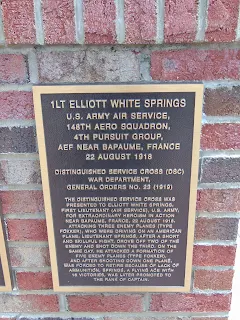 1LT ELLIOTT WHITE SPRINGS
U.S. ARMY AIR SERVICE,
148TH AERO SQUADRON,
4TH PURSUIT GROUP,
AEF NEAR BAPAUME, FRANCE
22 AUGUST 1918
DISTINGUISHED SERVICE CROSS (DSC)
WAR DEPARTMENT,
GENERAL ORDERS NO. 23 (1919)
THE DISTINGUISHED SERVICE CROSS WAS
PRESENTED TO ELLIOTT WHITE SPRINGS,
FIRST LIEUTENANT (AIR SERVICE), U.S. ARMY,
FOR EXTRAORDINARY HEROISM IN ACTION
NEAR BAPAUME, FRANCE, 22 AUGUST 1918.
ATTACKING THREE ENEMY PLANES (TYPE
FOKKER), WHO WERE DRIVING ON AN AMERICAN
PLANE, LIEUTENANT SPRINGS, AFTER A SHORT
AND SKILLFUL FIGHT, DROVE OFF TWO OF THE
ENEMY AND SHOT DOWN THE THIRD. ON THE
SAME DAY, HE ATTACKED A FORMATION OF
FIVE ENEMY PLANES (TYPE FOKKER),
AND AFTER SHOOTING DOWN ONE PLANE,
WAS FORCED TO RETIRE BECAUSE OF LACK OF
AMMUNITION. SPRINGS, A FLYING ACE WITH
16 VICTORIES, WAS LATER PROMOTED TO
THE RANK OF CAPTAIN.